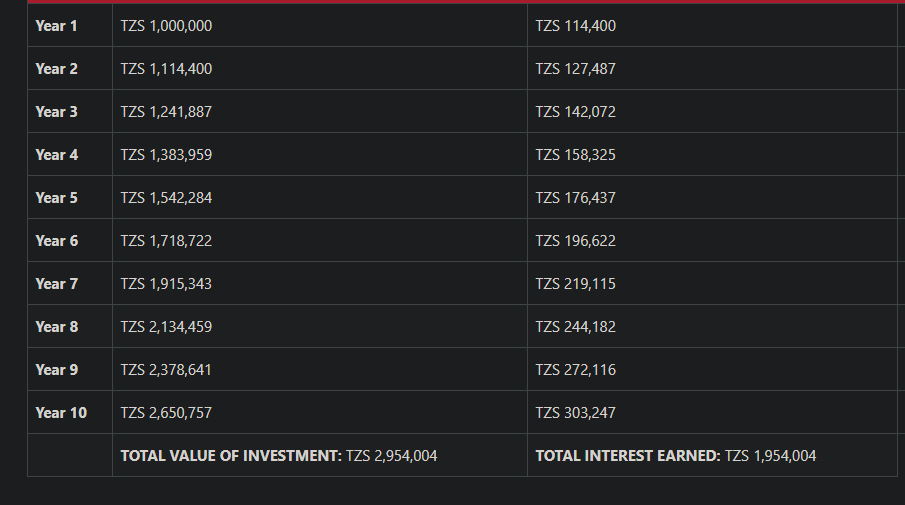 Year 1 TZS 1,000,000 TZS 114,400
Year 2 TZS 1,114,400 TZS 127,487
Year 3 TZS 1,241,887 TZS 142,072
Year 4 TZS 1,383,959 TZS 158,325
Year 5 TZS 1,542,284 TZS 176,437
Year 6 TZS 1,718,722 TZS 196,622
Year 7 TZS 1,915,343 TZS 219,115
Year 8 TZS 2,134,459 TZS 244,182
Year 9 TZS 2,378,641 TZS 272,116
Year 10 TZS 2,650,757 TZS 303,247
TOTAL VALUE OF INVESTMENT: TZS 2,954,004 TOTAL INTEREST EARNED: TZS 1,954,004